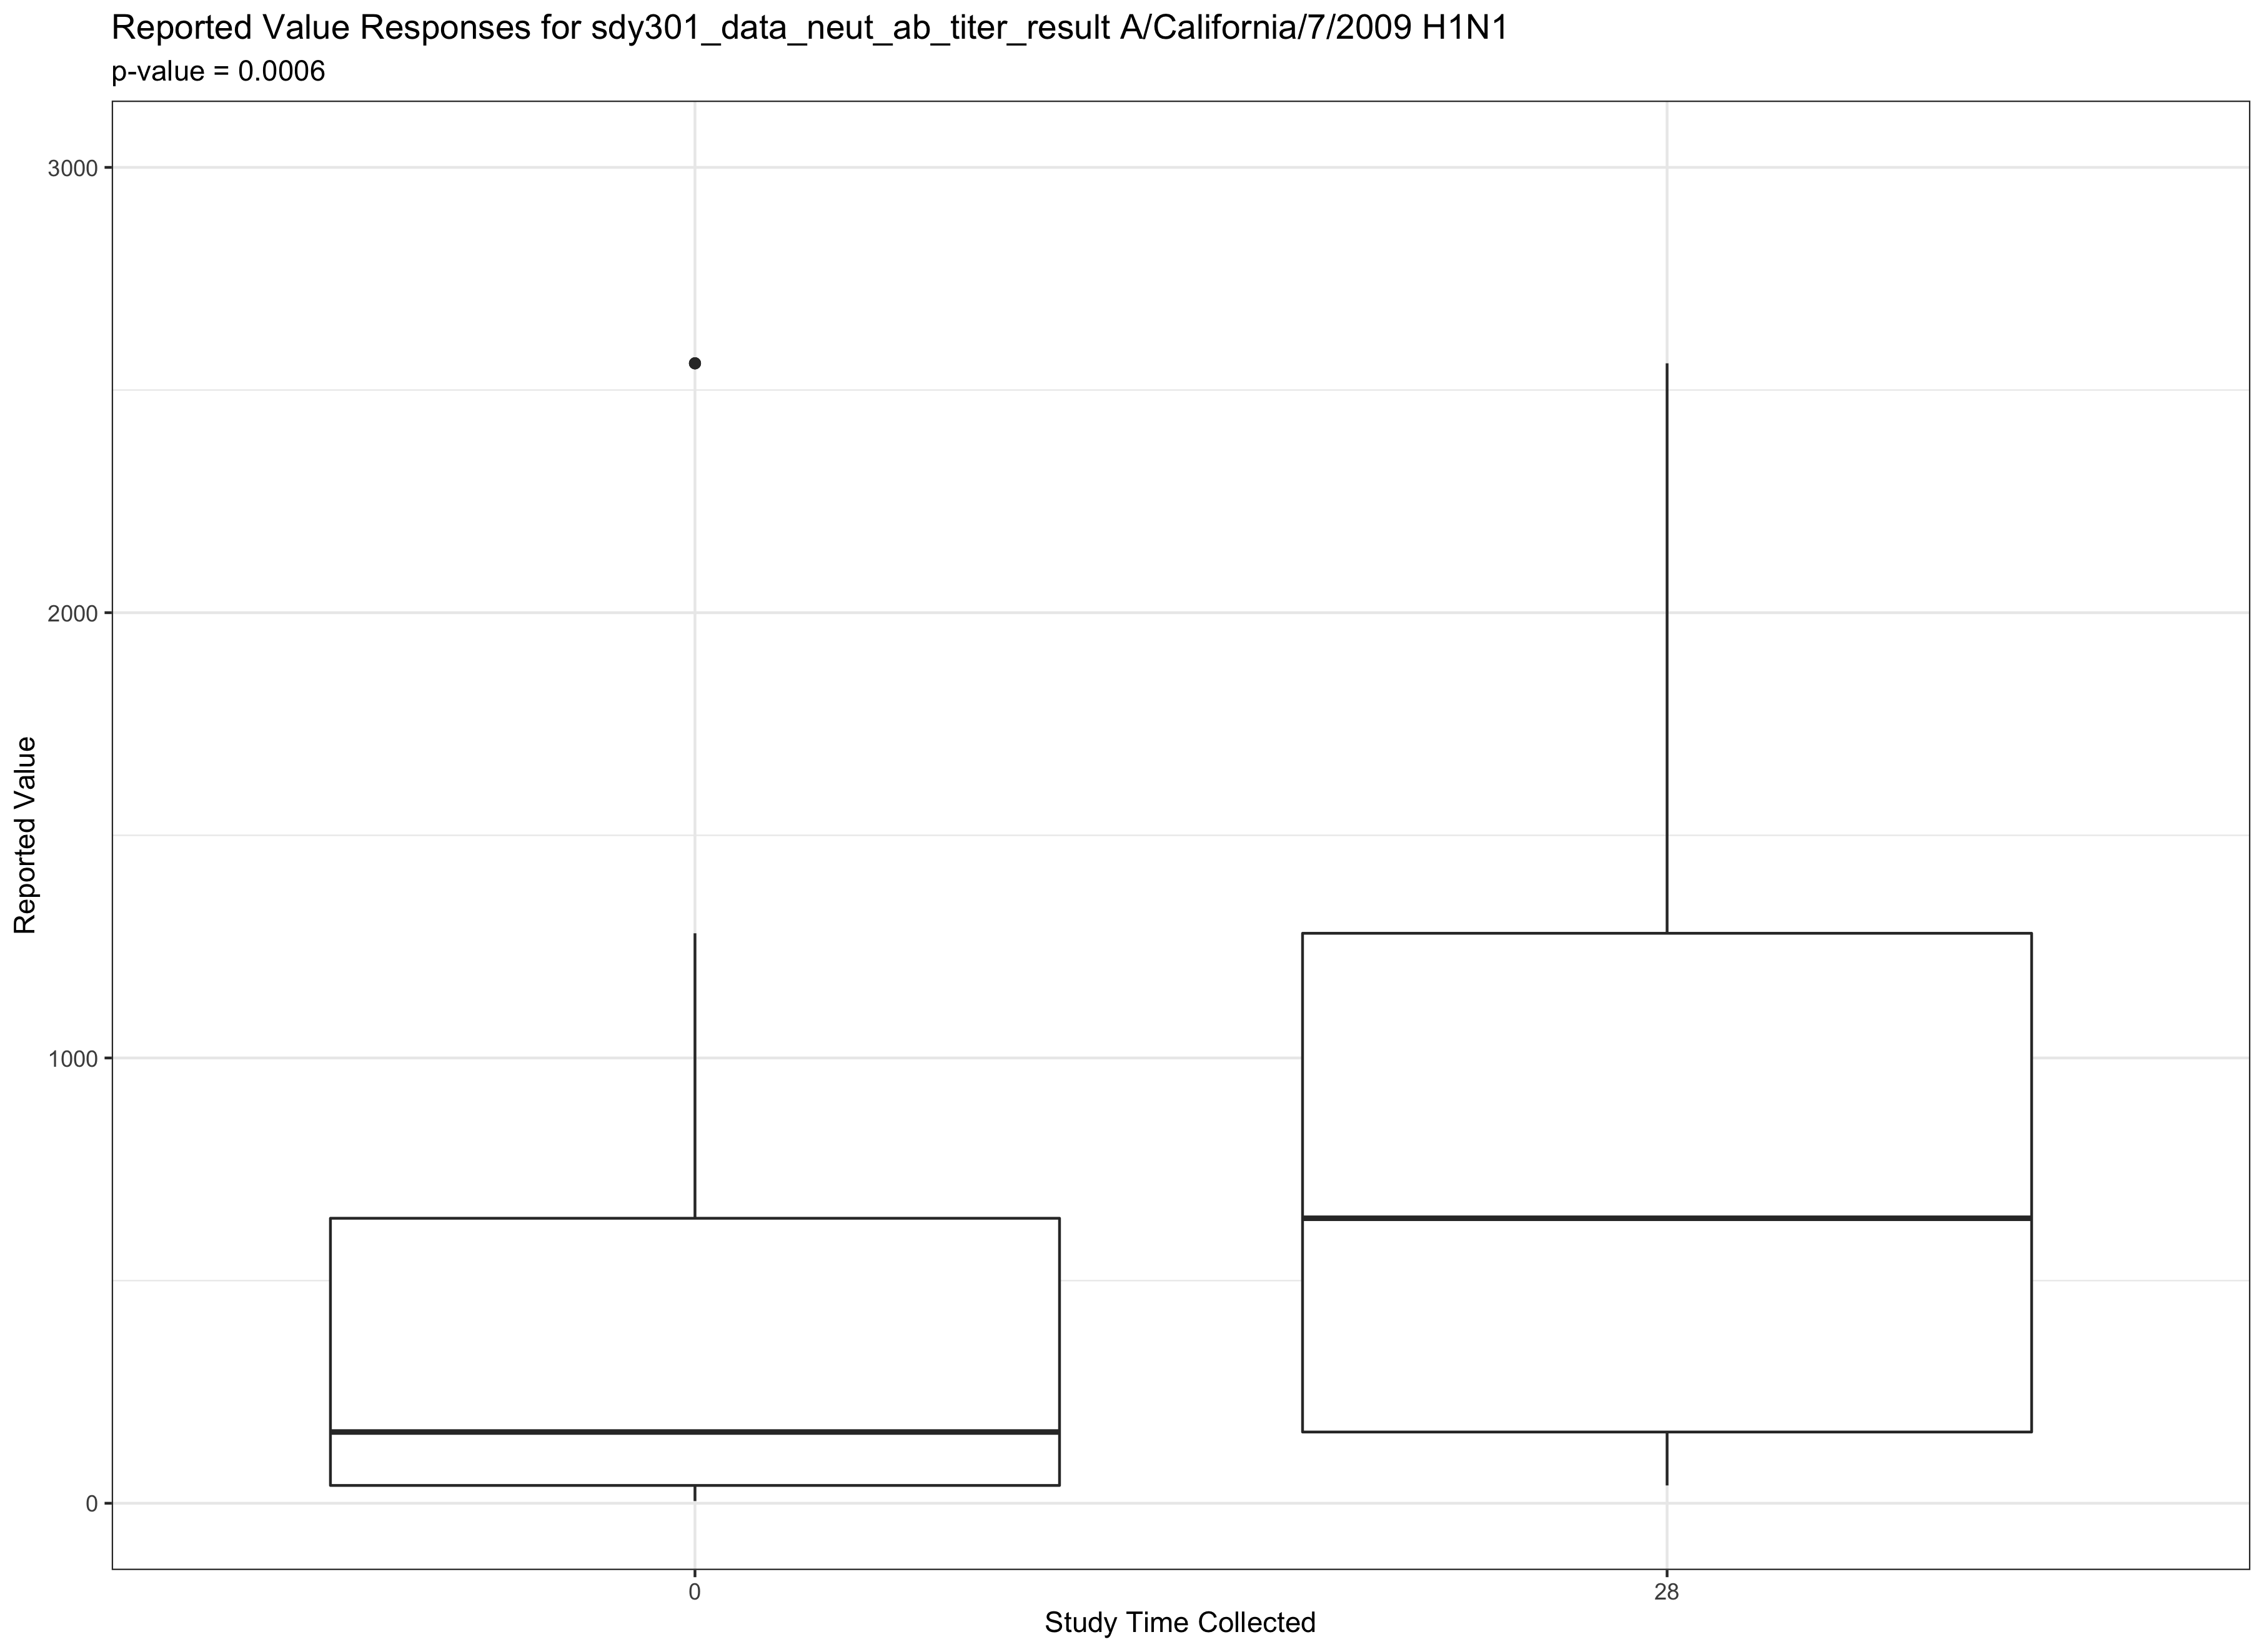 Reported Value Responses for sdy301_data_neut_ab_titer_result A/California/7/2009 H1N1
p-value = 0.0006
Reported Value
3000
2000
1000
0
0 28
Study Time Collected